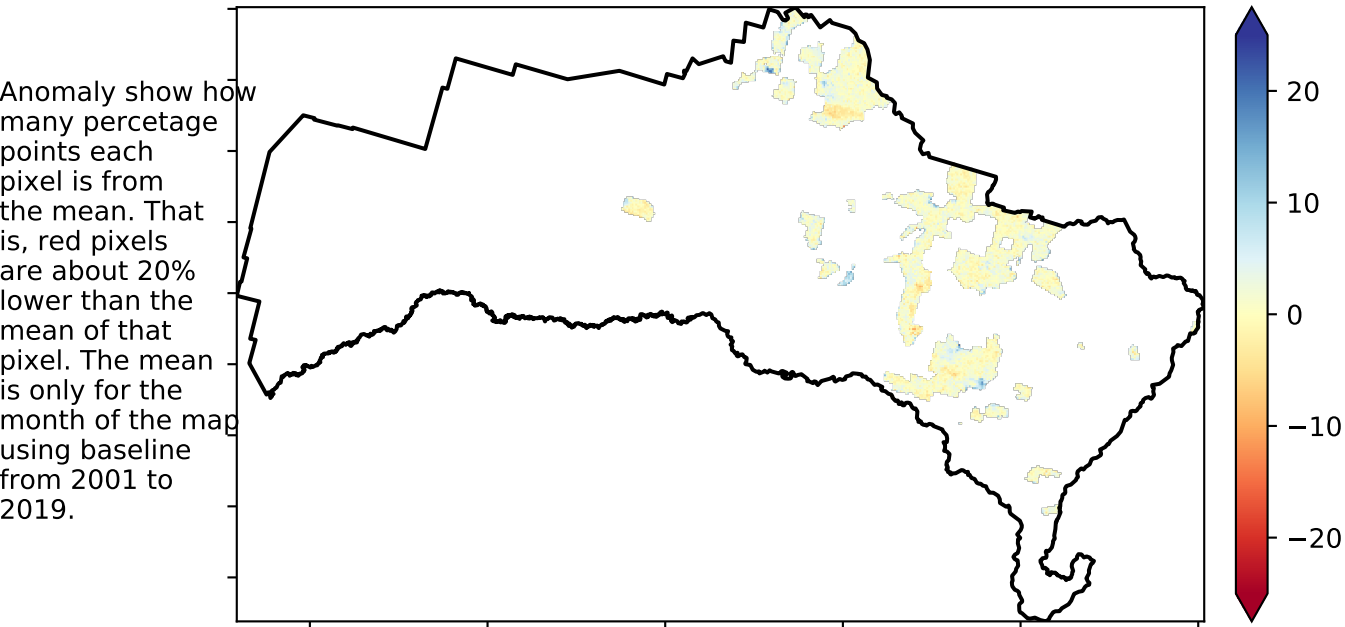 Anomaly show how
many percetage
points each
pixel is from
the mean. That
is, red pixels
are about 20%
lower than the
mean of that
pixel. The mean
is only for the
month of the map
using baseline
from 2001 to
2019.
20
10
0
−10
−20